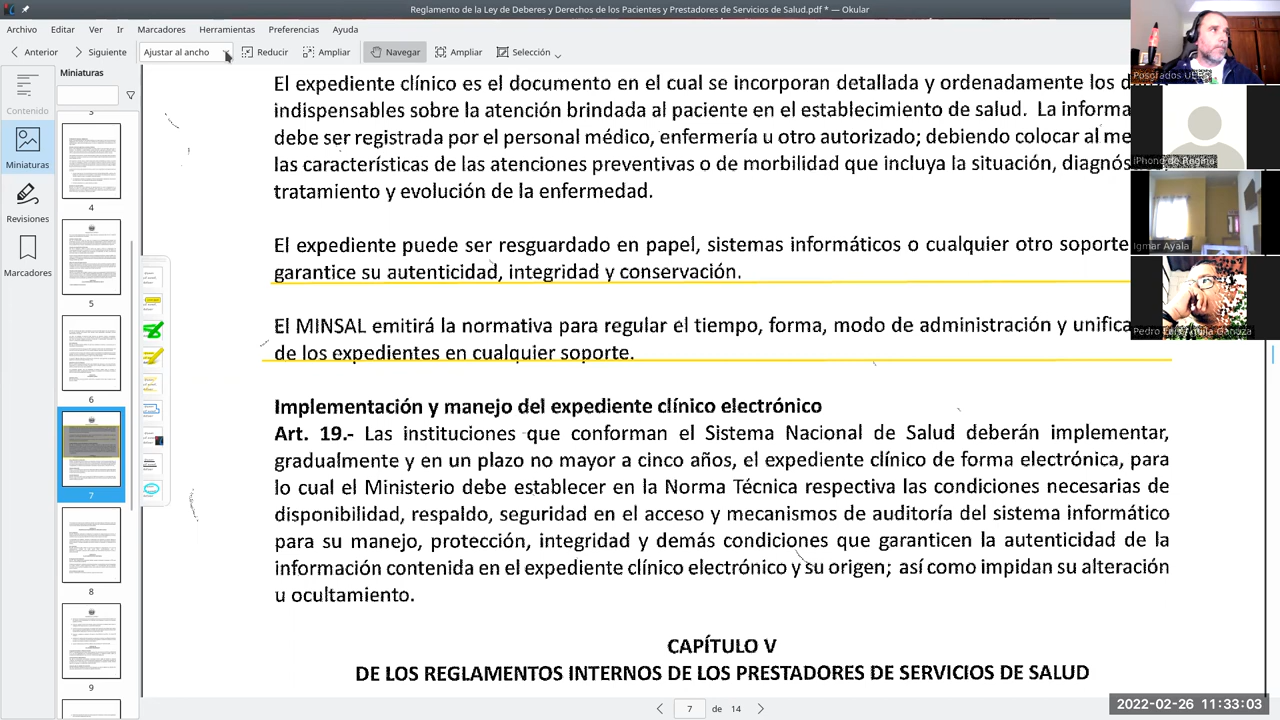 Reglamento de la Ley de Deberes y Derechos de los Pacientes y Prestadores de Servicios de Salud.pdf * — Okular
Archivo Editar Ver Ir Marcadores Herramientas Preferencias Ayuda
Anterior Siguiente Ajustar al ancho Reducir Ampliar Navegar Ampliar Selección
Contenido
Miniaturas
Revisiones
Marcadores
Miniaturas
3
4
5
6
7
8
9
El expediente clínico es el documento en el cual se incorporan detallada y ordenadamente los
indispensables sobre la atención brindada al paciente en el establecimiento de salud. La informa
debe ser registrada por el personal médico, enfermería u otro autorizado; debiendo colocar al me
las características de las atenciones preventivas o de morbilidad que incluya la situación, diagnós
tratamiento y evolución de la enfermedad.
El expediente puede ser resguardado en papel, sistemas informáticos o cualquier otro soporte
garantice su autenticidad, integridad y conservación.
El MINSAL emitirá la normativa para regular el tiempo, forma, modo de administración y unifica
de los expedientes en cualquier soporte.
Implementación y manejo del expediente clínico electrónico
Art. 19.- Las instituciones que conforman el Sistema Nacional de Salud deberán implementar,
gradualmente y en un plazo no mayor a cinco años, el expediente clínico de forma electrónica, para
lo cual el Ministerio debe establecer en la Norma Técnica respectiva las condiciones necesarias de
disponibilidad, respaldo, seguridad en el acceso y mecanismos de auditoría del sistema informático
para su manejo, protección, integridad y demás condiciones que garanticen la autenticidad de la
información contenida en el expediente clínico electrónico y su origen; así como impidan su alteración
u ocultamiento.
CAPÍTULO V
DE LOS REGLAMENTOS INTERNOS DE LOS PRESTADORES DE SERVICIOS DE SALUD
7 de 14
Posgrados
iPhone de Regina
Igmar Ayala
Pedro
2022-02-26 11:33:03